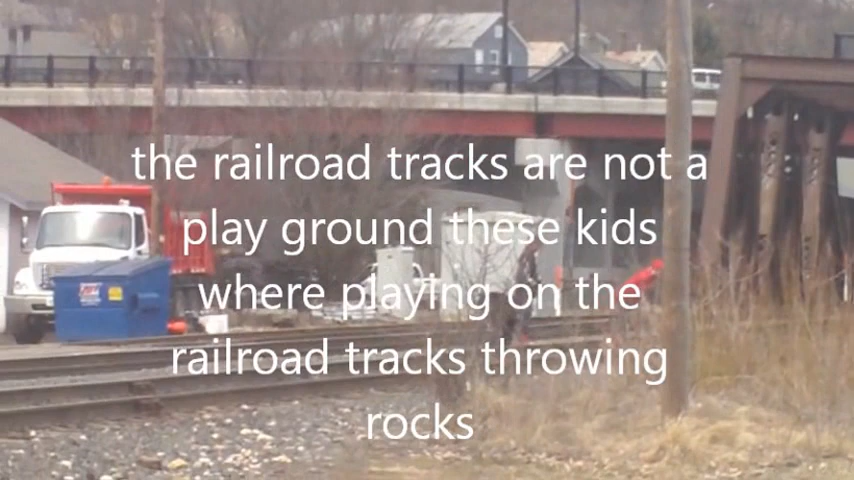 the railroad tracks are not a
play ground these kids
where playing on the
railroad tracks throwing
rocks